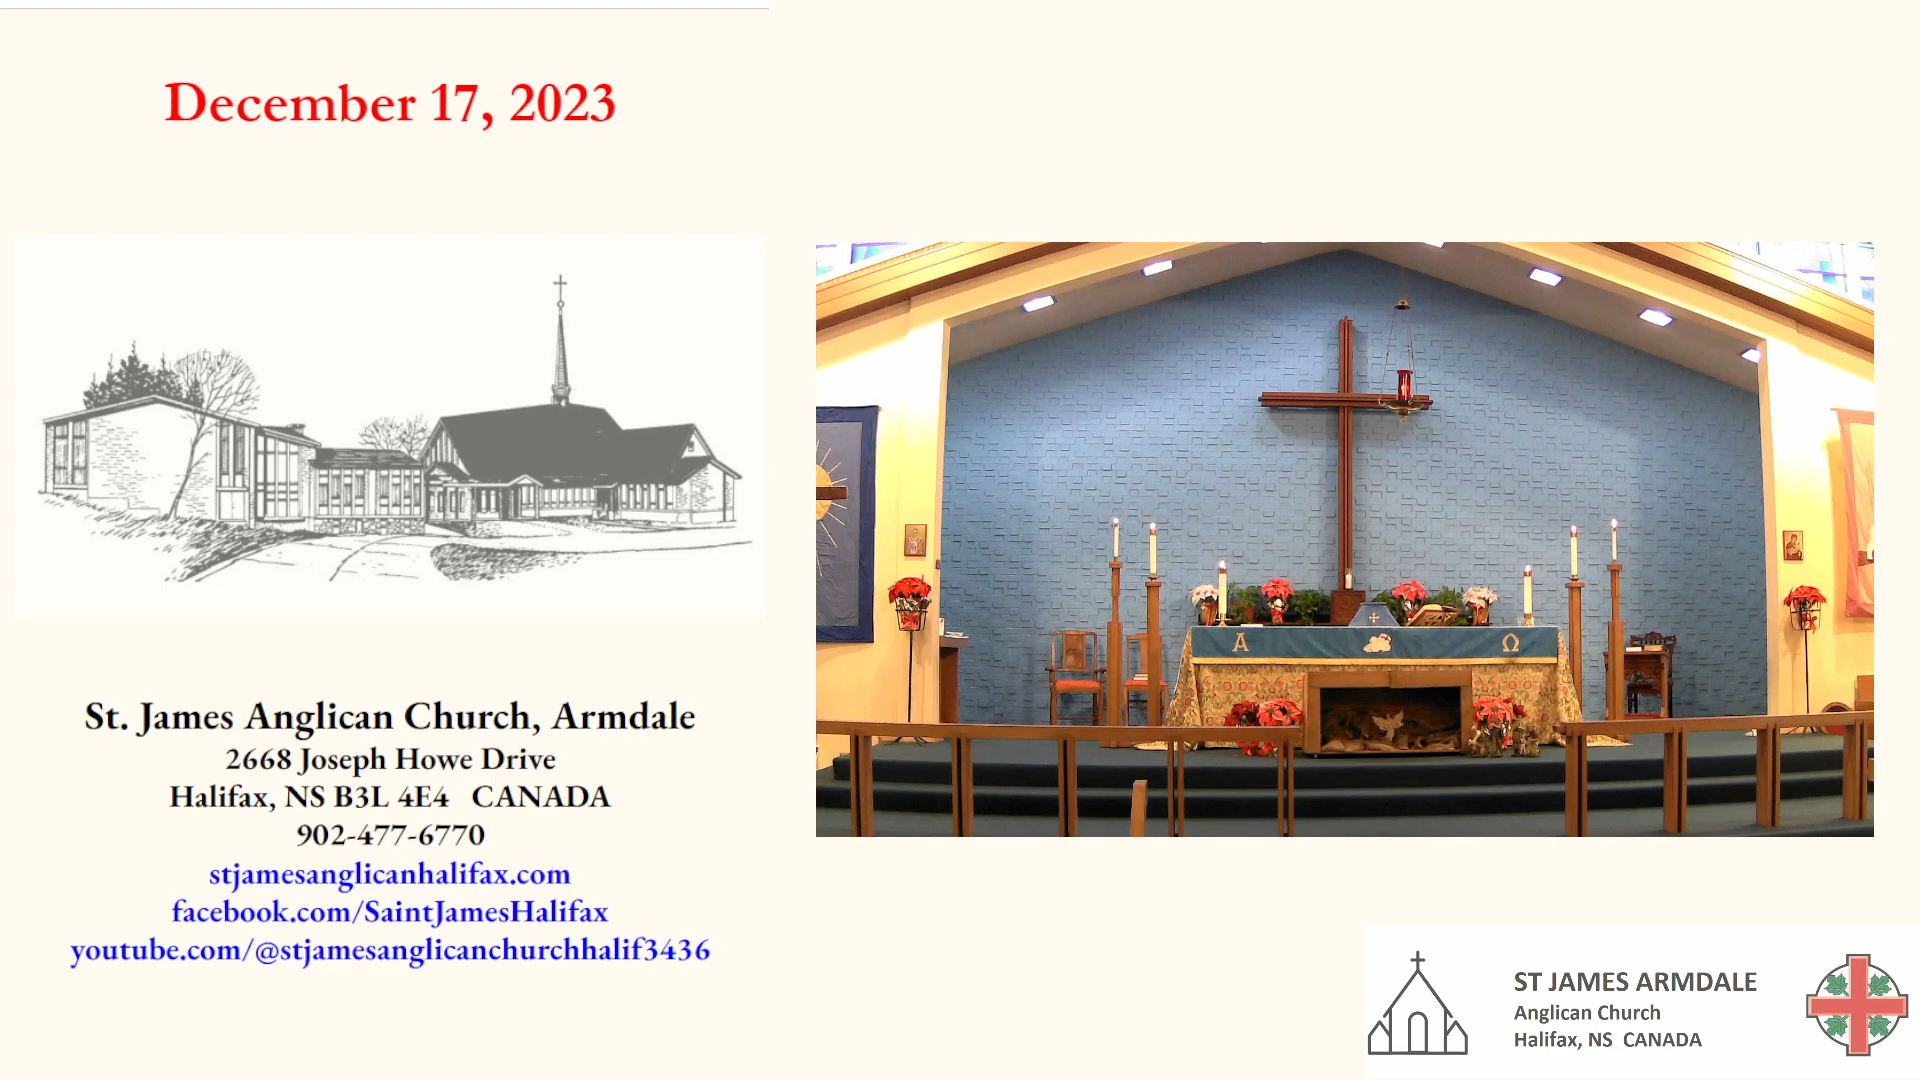 December 17, 2023
St. James Anglican Church, Armdale
2668 Joseph Howe Drive
Halifax, NS B3L 4E4 CANADA
902-477-6770
stjamesanglicanhalifax.com
facebook.com/SaintJamesHalifax
youtube.com/@stjamesanglicanchurchhalif3436
Α Ω
ST JAMES ARMDALE
Anglican Church
Halifax, NS CANADA